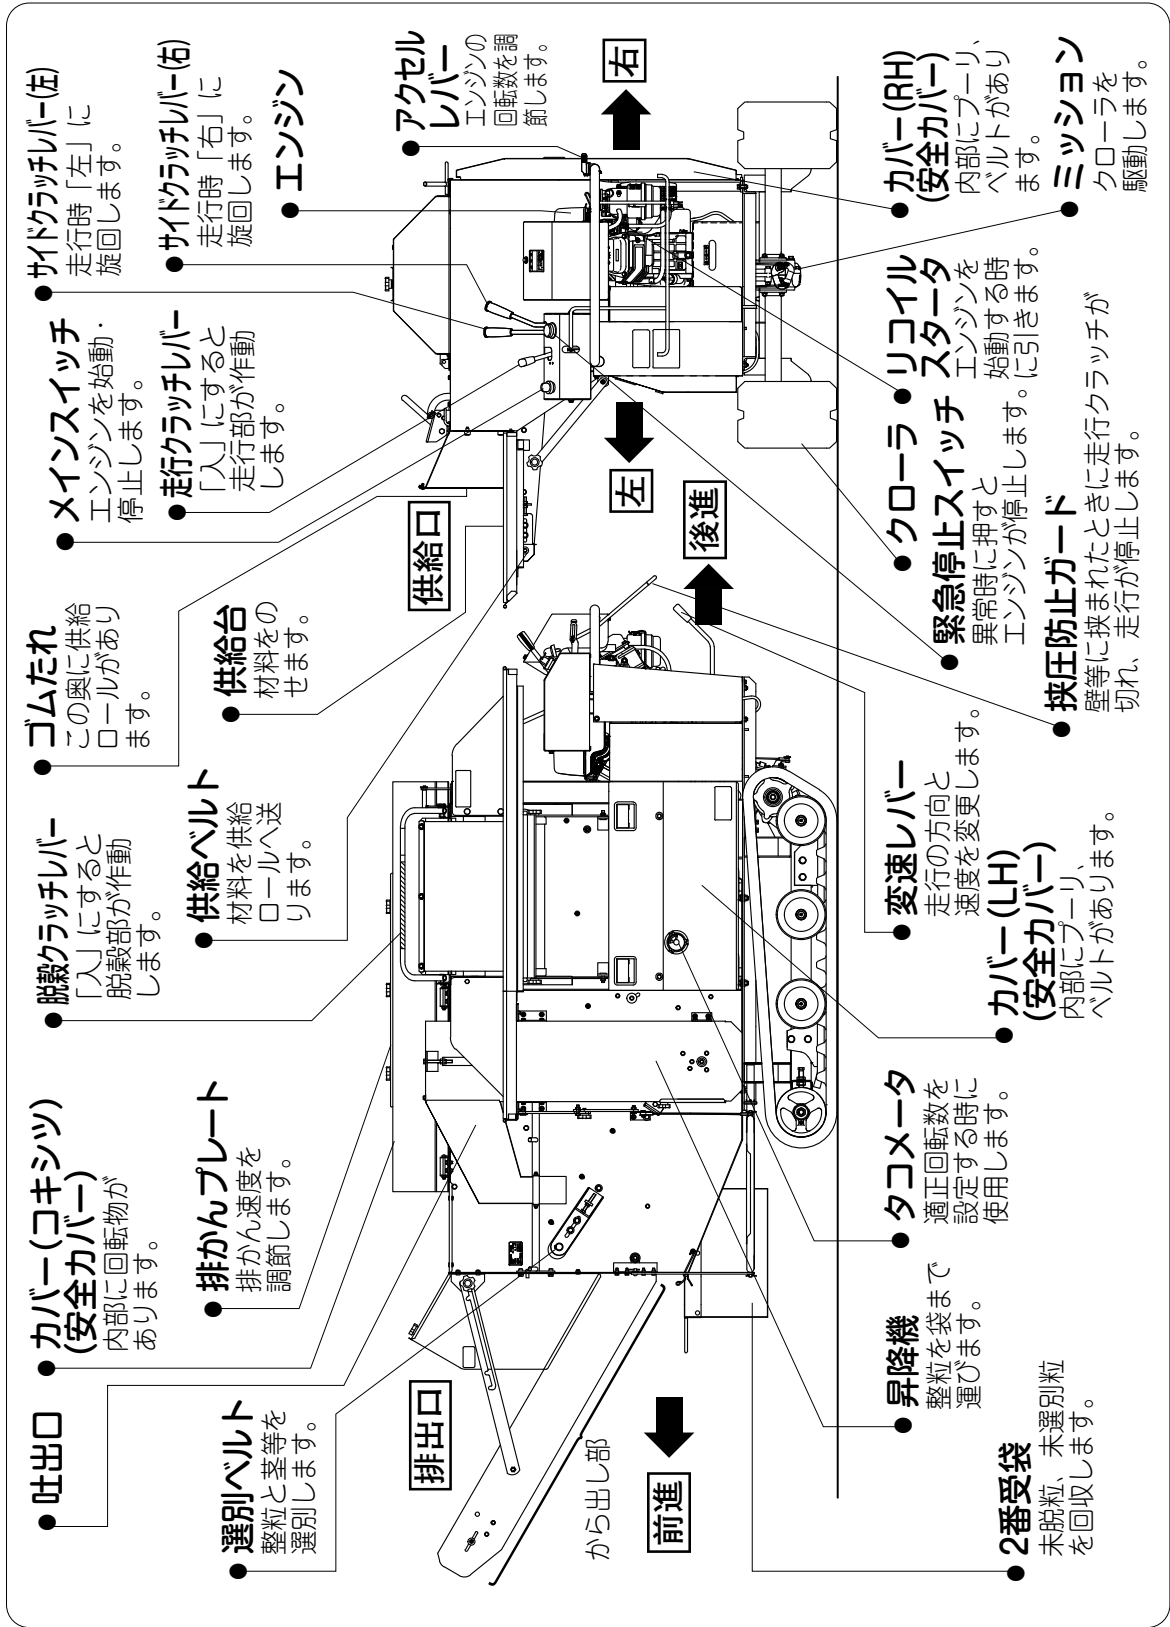 吐出口
カバー(コキシツ)
(安全カバー)
内部に回転物が
あります。
脱穀クラッチレバー
「入」にすると
脱穀部が作動
します。
ゴムたれ
この奥に供給
ロールがあり
ます。
メインスイッチ
エンジンを始動・
停止します。
サイドクラッチレバー(左)
走行時「左」に
旋回します。
選別ベルト
整粒と茎等を
選別します。
排かんプレート
排かん速度を
調節します。
供給ベルト
材料を供給
ロールへ送
ります。
供給台
材料をの
せます。
走行クラッチレバー
「入」にすると
走行部が作動
します。
サイドクラッチレバー(右)
走行時「右」に
旋回します。
エンジン
アクセル
レバー
エンジンの
回転数を調
節します。
排出口
供給口
から出し部
前進
後進
左
右
2番受袋
未脱粒、未選別粒
を回収します。
昇降機
整粒を袋まで
運びます。
タコメータ
適正回転数を
設定する時に
使用します。
カバー(LH)
(安全カバー)
内部にプーリ、
ベルトがあります。
変速レバー
走行の方向と
速度を変更します。
挟圧防止ガード
壁等に挟まれたときに走行クラッチが
切れ、走行が停止します。
緊急停止スイッチ
異常時に押すと
エンジンが停止します。
クローラ
リコイル
スタータ
エンジンを
始動する時
に引きます。
カバー(RH)
(安全カバー)
内部にプーリ、
ベルトがあり
ます。
ミッション
クローラを
駆動します。